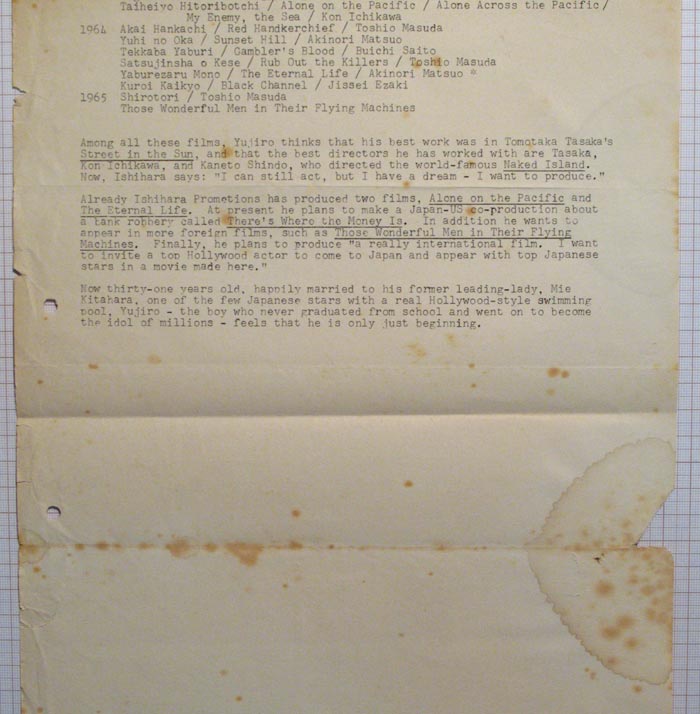 Taiheiyo Hitoribotchi / Alone on the Pacific / Alone Across the Pacific/
My Enemy, the Sea / Kon Ichikawa
1964 Akai Hankachi / Red Handkerchief / Toshio Masuda
Yuhi no Oka / Sunset Hill / Akinori Matsuo
Tekkaba Yaburi / Gambler's Blood / Buichi Saito
Satsujinsha o Kese / Rub Out the Killers / Toshio Masuda
Yaburezaru Mono / The Eternal Life / Akinori Matsuo *
Kuroi Kaikyo / Black Channel / Jissei Ezaki
1965 Shirotori / Toshio Masuda
Those Wonderful Men in Their Flying Machines
Among all these films, Yujiro thinks that his best work was in Tomotaka Tasaka's
Street in the Sun, and that the best directors he has worked with are Tasaka,
Kon Ichikawa, and Kaneto Shindo, who directed the world-famous Naked Island.
Now, Ishihara says: "I can still act, but I have a dream - I want to produce."
Already Ishihara Prometions has produced two films, Alone on the Pacific and
The Eternal Life. At present he plans to make a Japan-US co-production about
a tank robbery called There's Where the Money Is. In addition he wants to
appear in more foreign films, such as Those Wonderful Men in Their Flying
Machines. Finally, he plans to produce "a really international film. I want
to invite a top Hollywood actor to come to Japan and appear with top Japanese
stars in a movie made here."
Now thirty-one years old, happily married to his former leading-lady, Mie
Kitahara, one of the few Japanese stars with a real Hollywood-style swimming
pool, Yujiro - the boy who never graduated from school and went on to become
the idol of millions - feels that he is only just beginning.